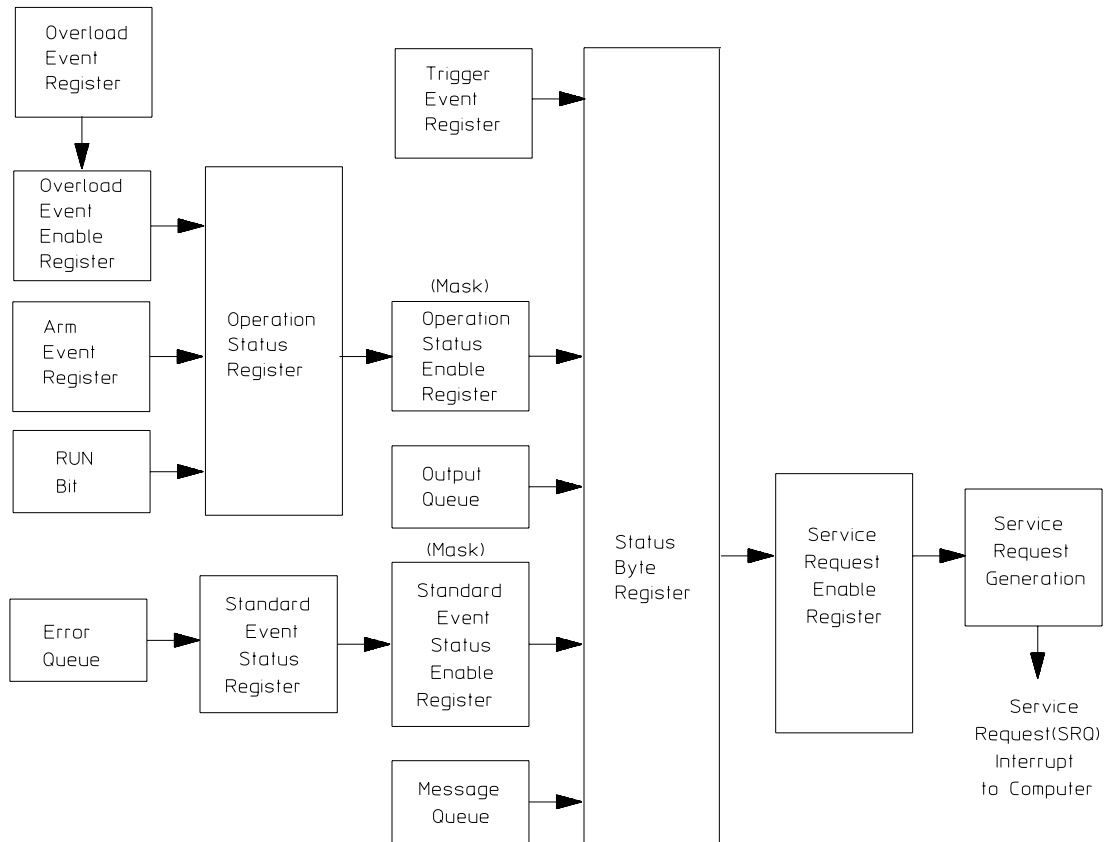 Overload
Event
Register
Trigger
Event
Register
Overload
Event
Enable
Register
Operation
Status
Register
(Mask)
Operation
Status
Enable
Register
Arm
Event
Register
RUN
Bit
Output
Queue
Status
Byte
Register
Service
Request
Enable
Register
Service
Request
Generation
(Mask)
Standard
Event
Status
Enable
Register
Standard
Event
Status
Register
Error
Queue
Service
Request(SRQ)
Interrupt
to Computer
Message
Queue